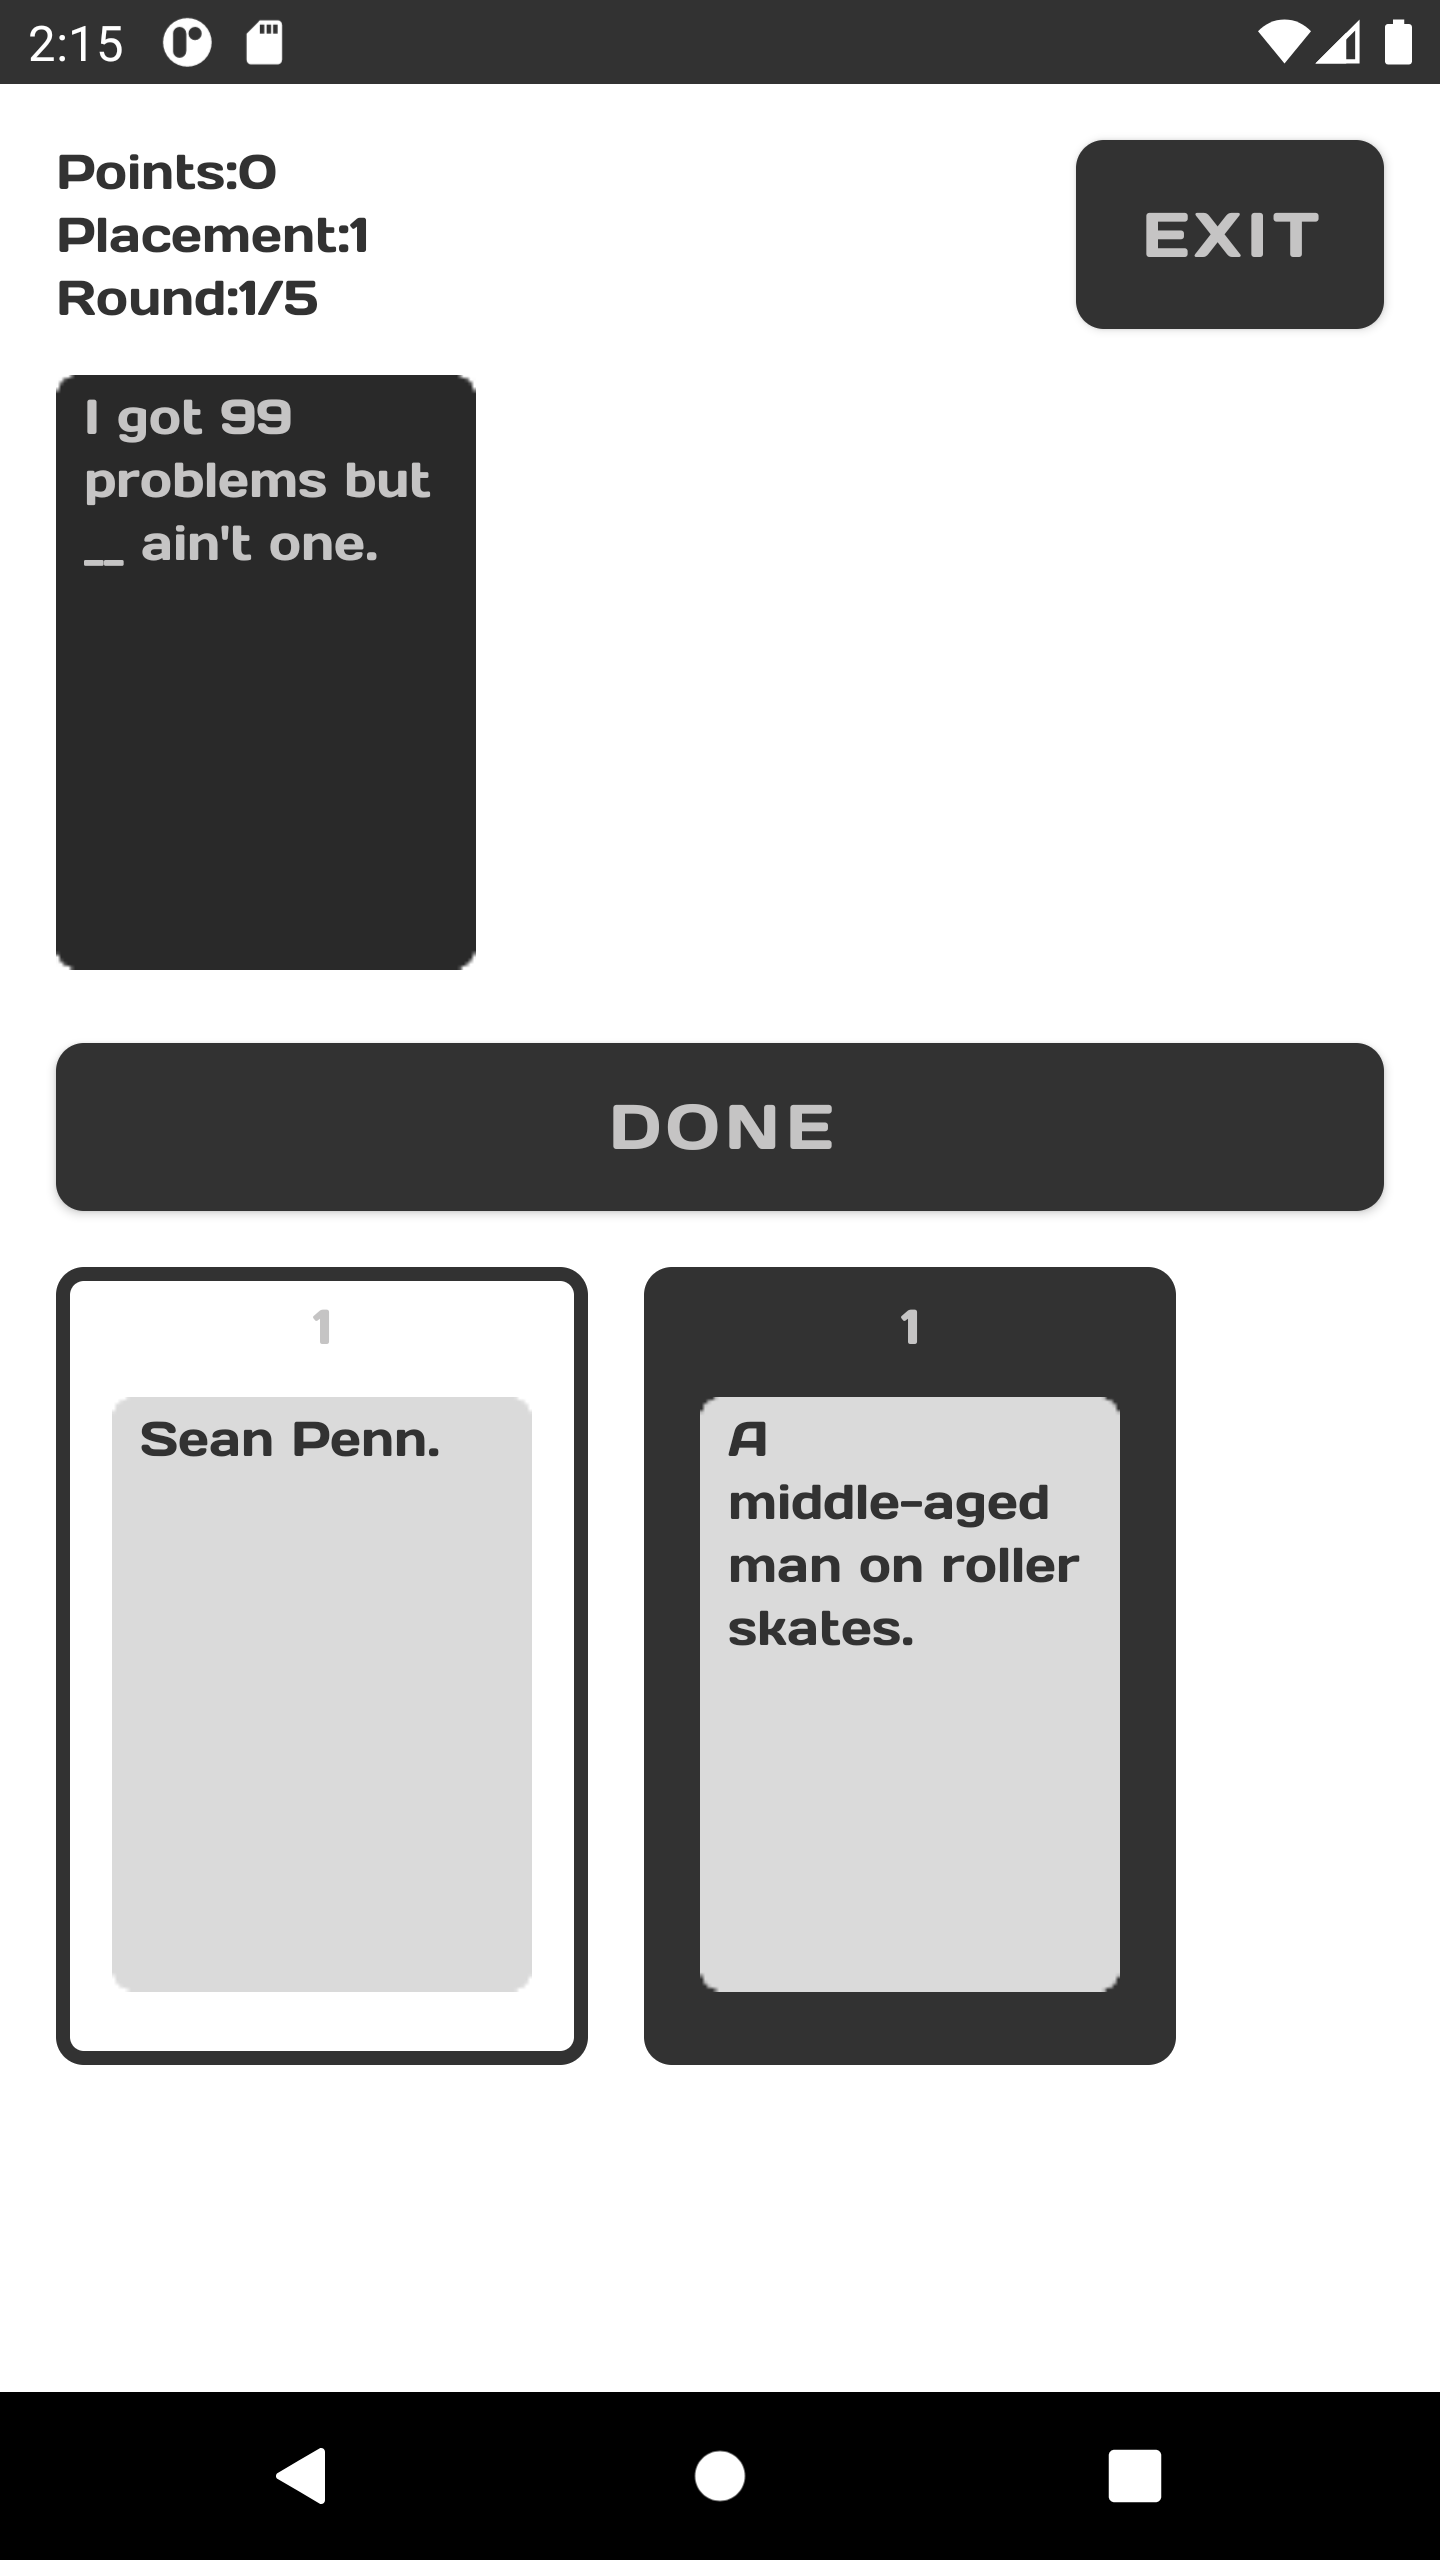 2:15
Points:0
Placement:1
Round:1/5
EXIT
I got 99
problems but
__ ain't one.
DONE
1
Sean Penn.
1
A
middle-aged
man on roller
skates.